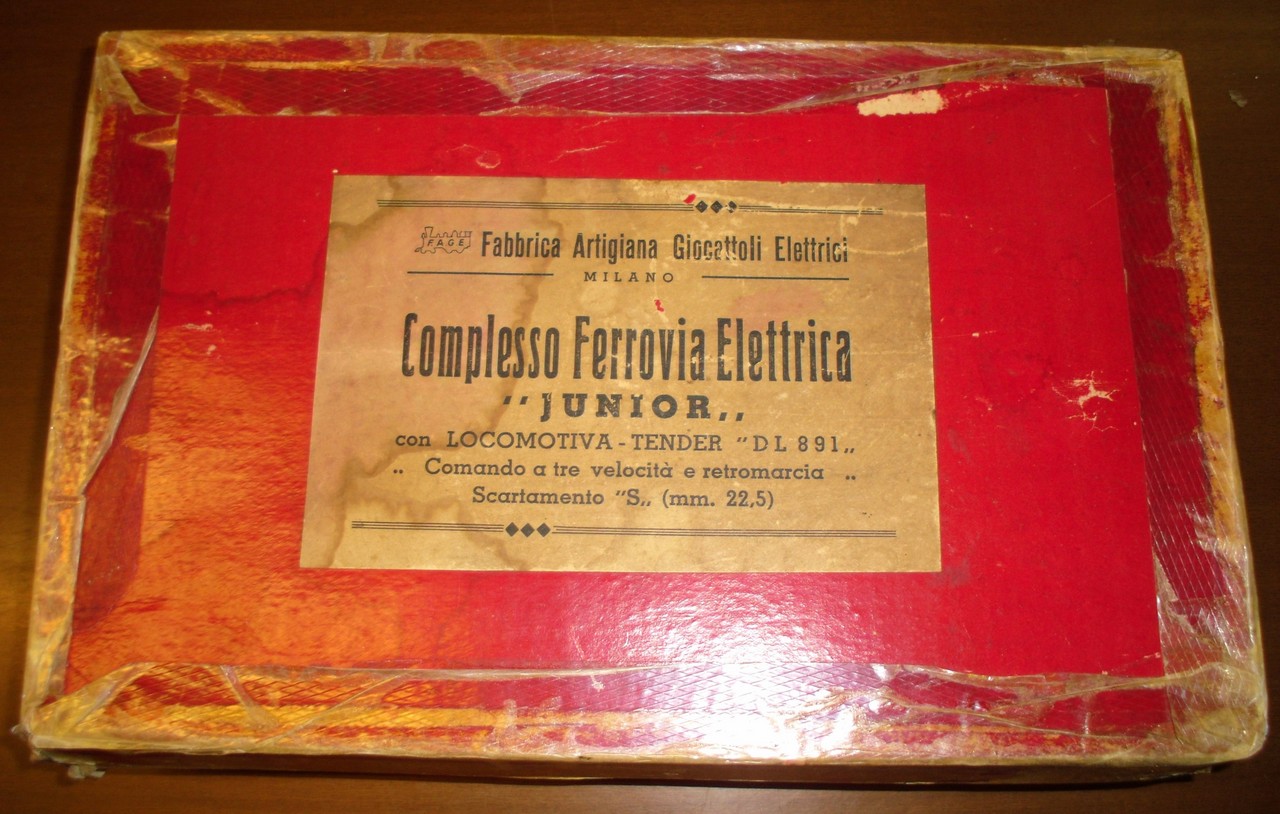 FAGE Fabbrica Artigiana Giocattoli Elettrici
MILANO
Complesso Ferrovia Elettrica
“JUNIOR„
con LOCOMOTIVA - TENDER “DL 891„
„ Comando a tre velocità e retromarcia „
Scartamento “S„ (mm. 22,5)